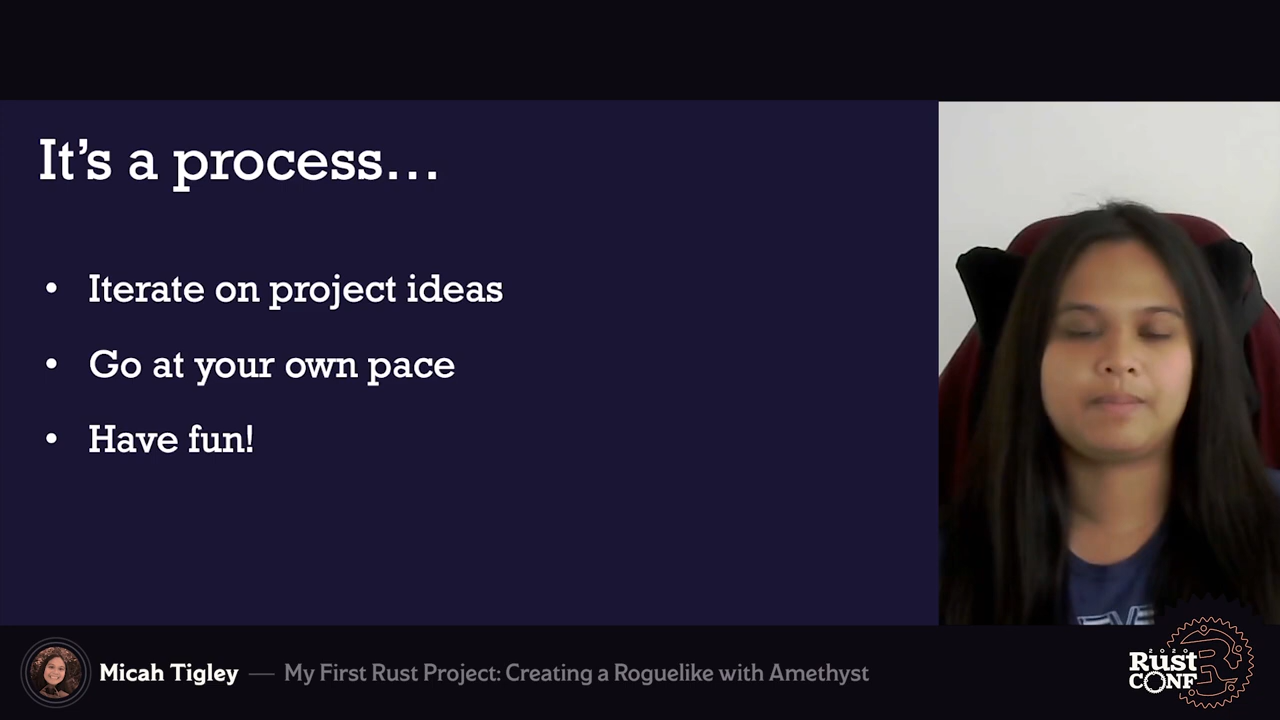 It's a process...
• Iterate on project ideas
• Go at your own pace
• Have fun!
Micah Tigley — My First Rust Project: Creating a Roguelike with Amethyst
2020
RUST
CONF